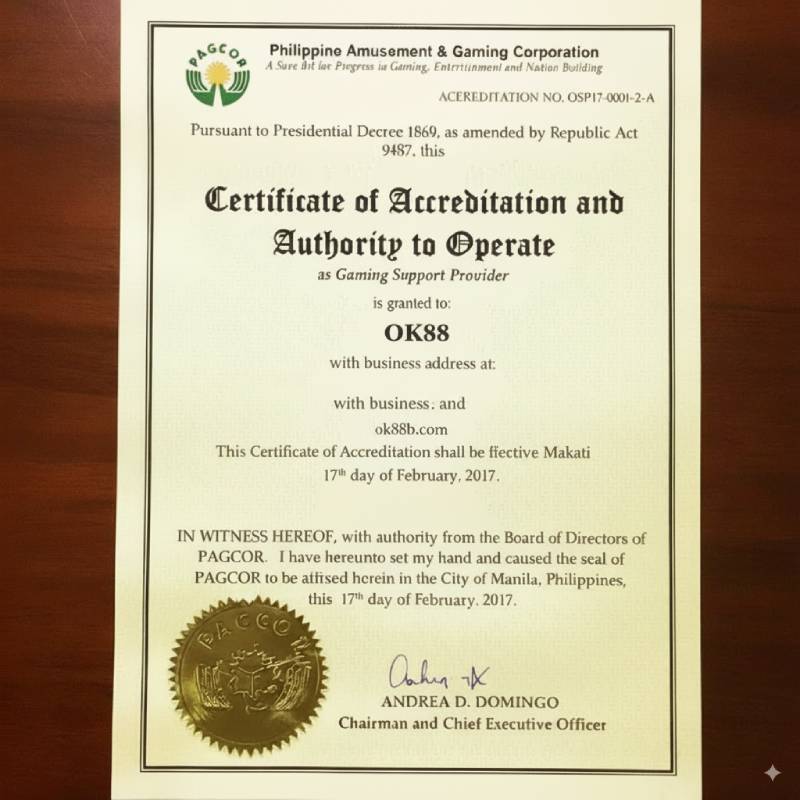 PAGCOR
Philippine Amusement & Gaming Corporation
A Sure Bit lor Piegress in Gaming, Entertiinment and Nation Building
ACEREDITATION NO. OSP17-0001-2-A
Pursuant to Presidential Decree 1869, as amended by Republic Act
9487. this
Certificate of Accreditation and
Authority to Operate
as Gaming Support Provider
is granted to:
OK88
with business address at:
with business. and
ok88b.com
This Certificate of Accreditation shall be ffective Makati
17th day of February, 2017.
IN WITNESS HEREOF, with authority from the Board of Directors of
PAGCOR. I have hereunto set my hand and caused the seal of
PAGCOR to be affised herein in the City of Manila, Philippines,
this 17th day of February. 2017.
ANDREA D. DOMINGO
Chairman and Chief Executive Officer